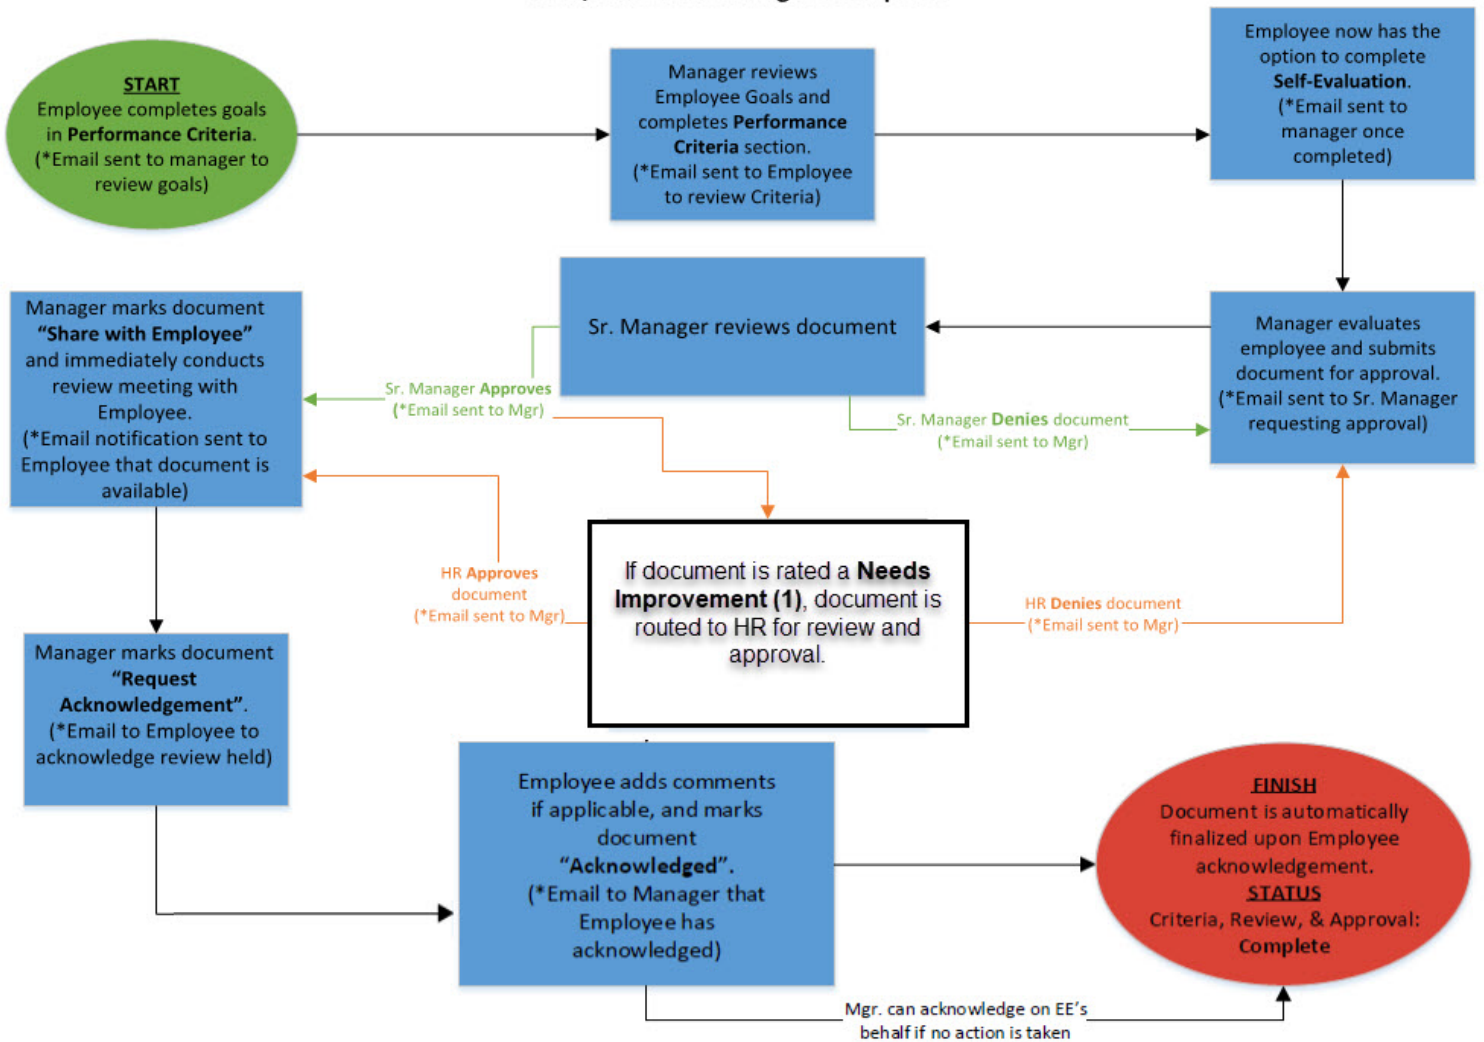 START
Employee completes goals
in Performance Criteria.
(*Email sent to manager to
review goals)
Manager reviews
Employee Goals and
completes Performance
Criteria section.
(*Email sent to Employee
to review Criteria)
Employee now has the
option to complete
Self-Evaluation.
(*Email sent to
manager once
completed)
Manager marks document
“Share with Employee”
and immediately conducts
review meeting with
Employee.
(*Email notification sent to
Employee that document is
available)
Sr. Manager Approves
(*Email sent to Mgr)
Sr. Manager reviews document
Sr. Manager Denies document
(*Email sent to Mgr)
Manager evaluates
employee and submits
document for approval.
(*Email sent to Sr. Manager
requesting approval)
HR Approves
document
(*Email sent to Mgr)
If document is rated a Needs
Improvement (1), document is
routed to HR for review and
approval.
HR Denies document
(*Email sent to Mgr)
Manager marks document
“Request
Acknowledgement”.
(*Email to Employee to
acknowledge review held)
Employee adds comments
if applicable, and marks
document
“Acknowledged”.
(*Email to Manager that
Employee has
acknowledged)
FINISH
Document is automatically
finalized upon Employee
acknowledgement.
STATUS
Criteria, Review, & Approval:
Complete
Mgr. can acknowledge on EE’s
behalf if no action is taken